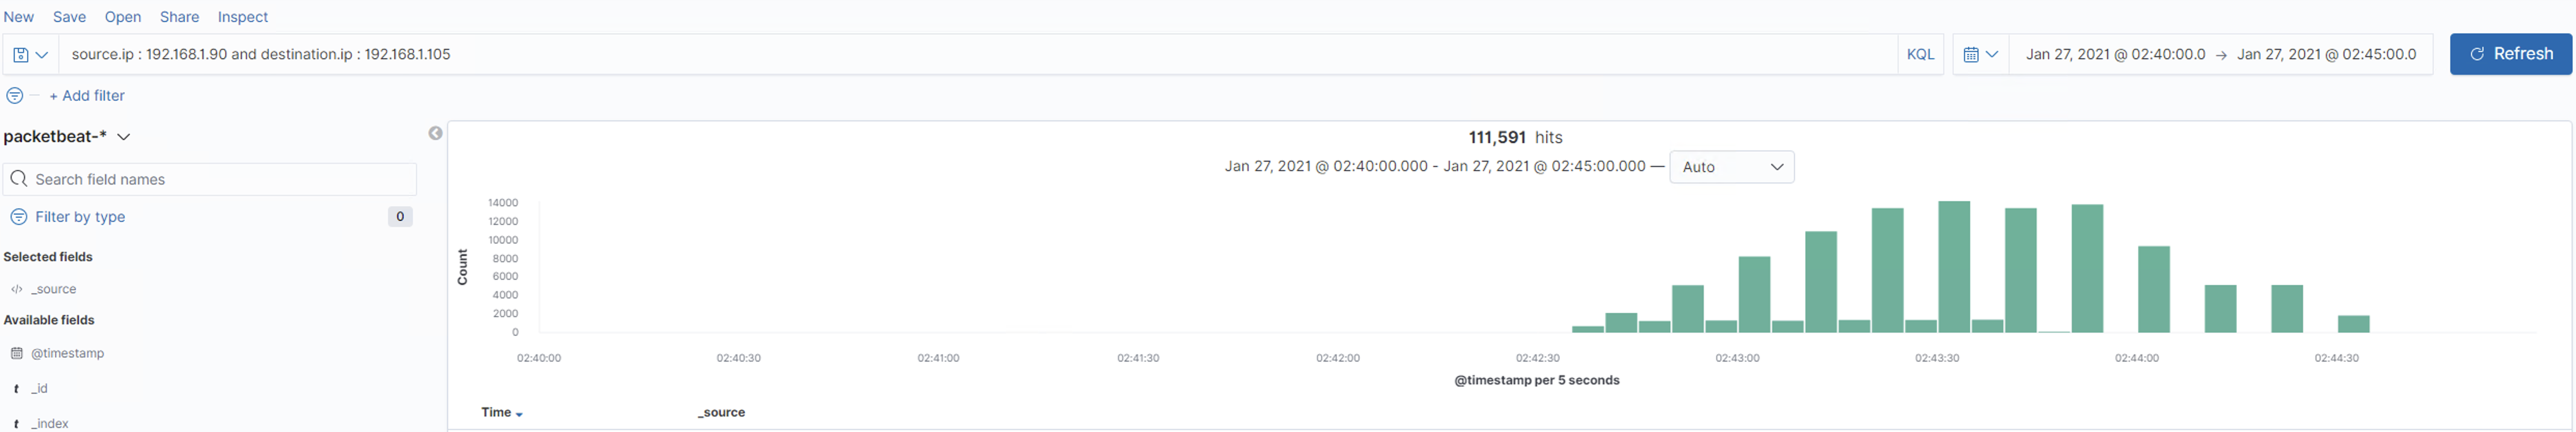 New Save Open Share Inspect
source.ip : 192.168.1.90 and destination.ip : 192.168.1.105 KQL Jan 27, 2021 @ 02:40:00.0 → Jan 27, 2021 @ 02:45:00.0 Refresh
+ Add filter
packetbeat-*
Search field names
Filter by type 0
Selected fields
</> _source
Available fields
@timestamp
t _id
t _index
111,591 hits
Jan 27, 2021 @ 02:40:00.000 - Jan 27, 2021 @ 02:45:00.000 — Auto
Count
14000
12000
10000
8000
6000
4000
2000
0
02:40:00 02:40:30 02:41:00 02:41:30 02:42:00 02:42:30 02:43:00 02:43:30 02:44:00 02:44:30
@timestamp per 5 seconds
Time _source